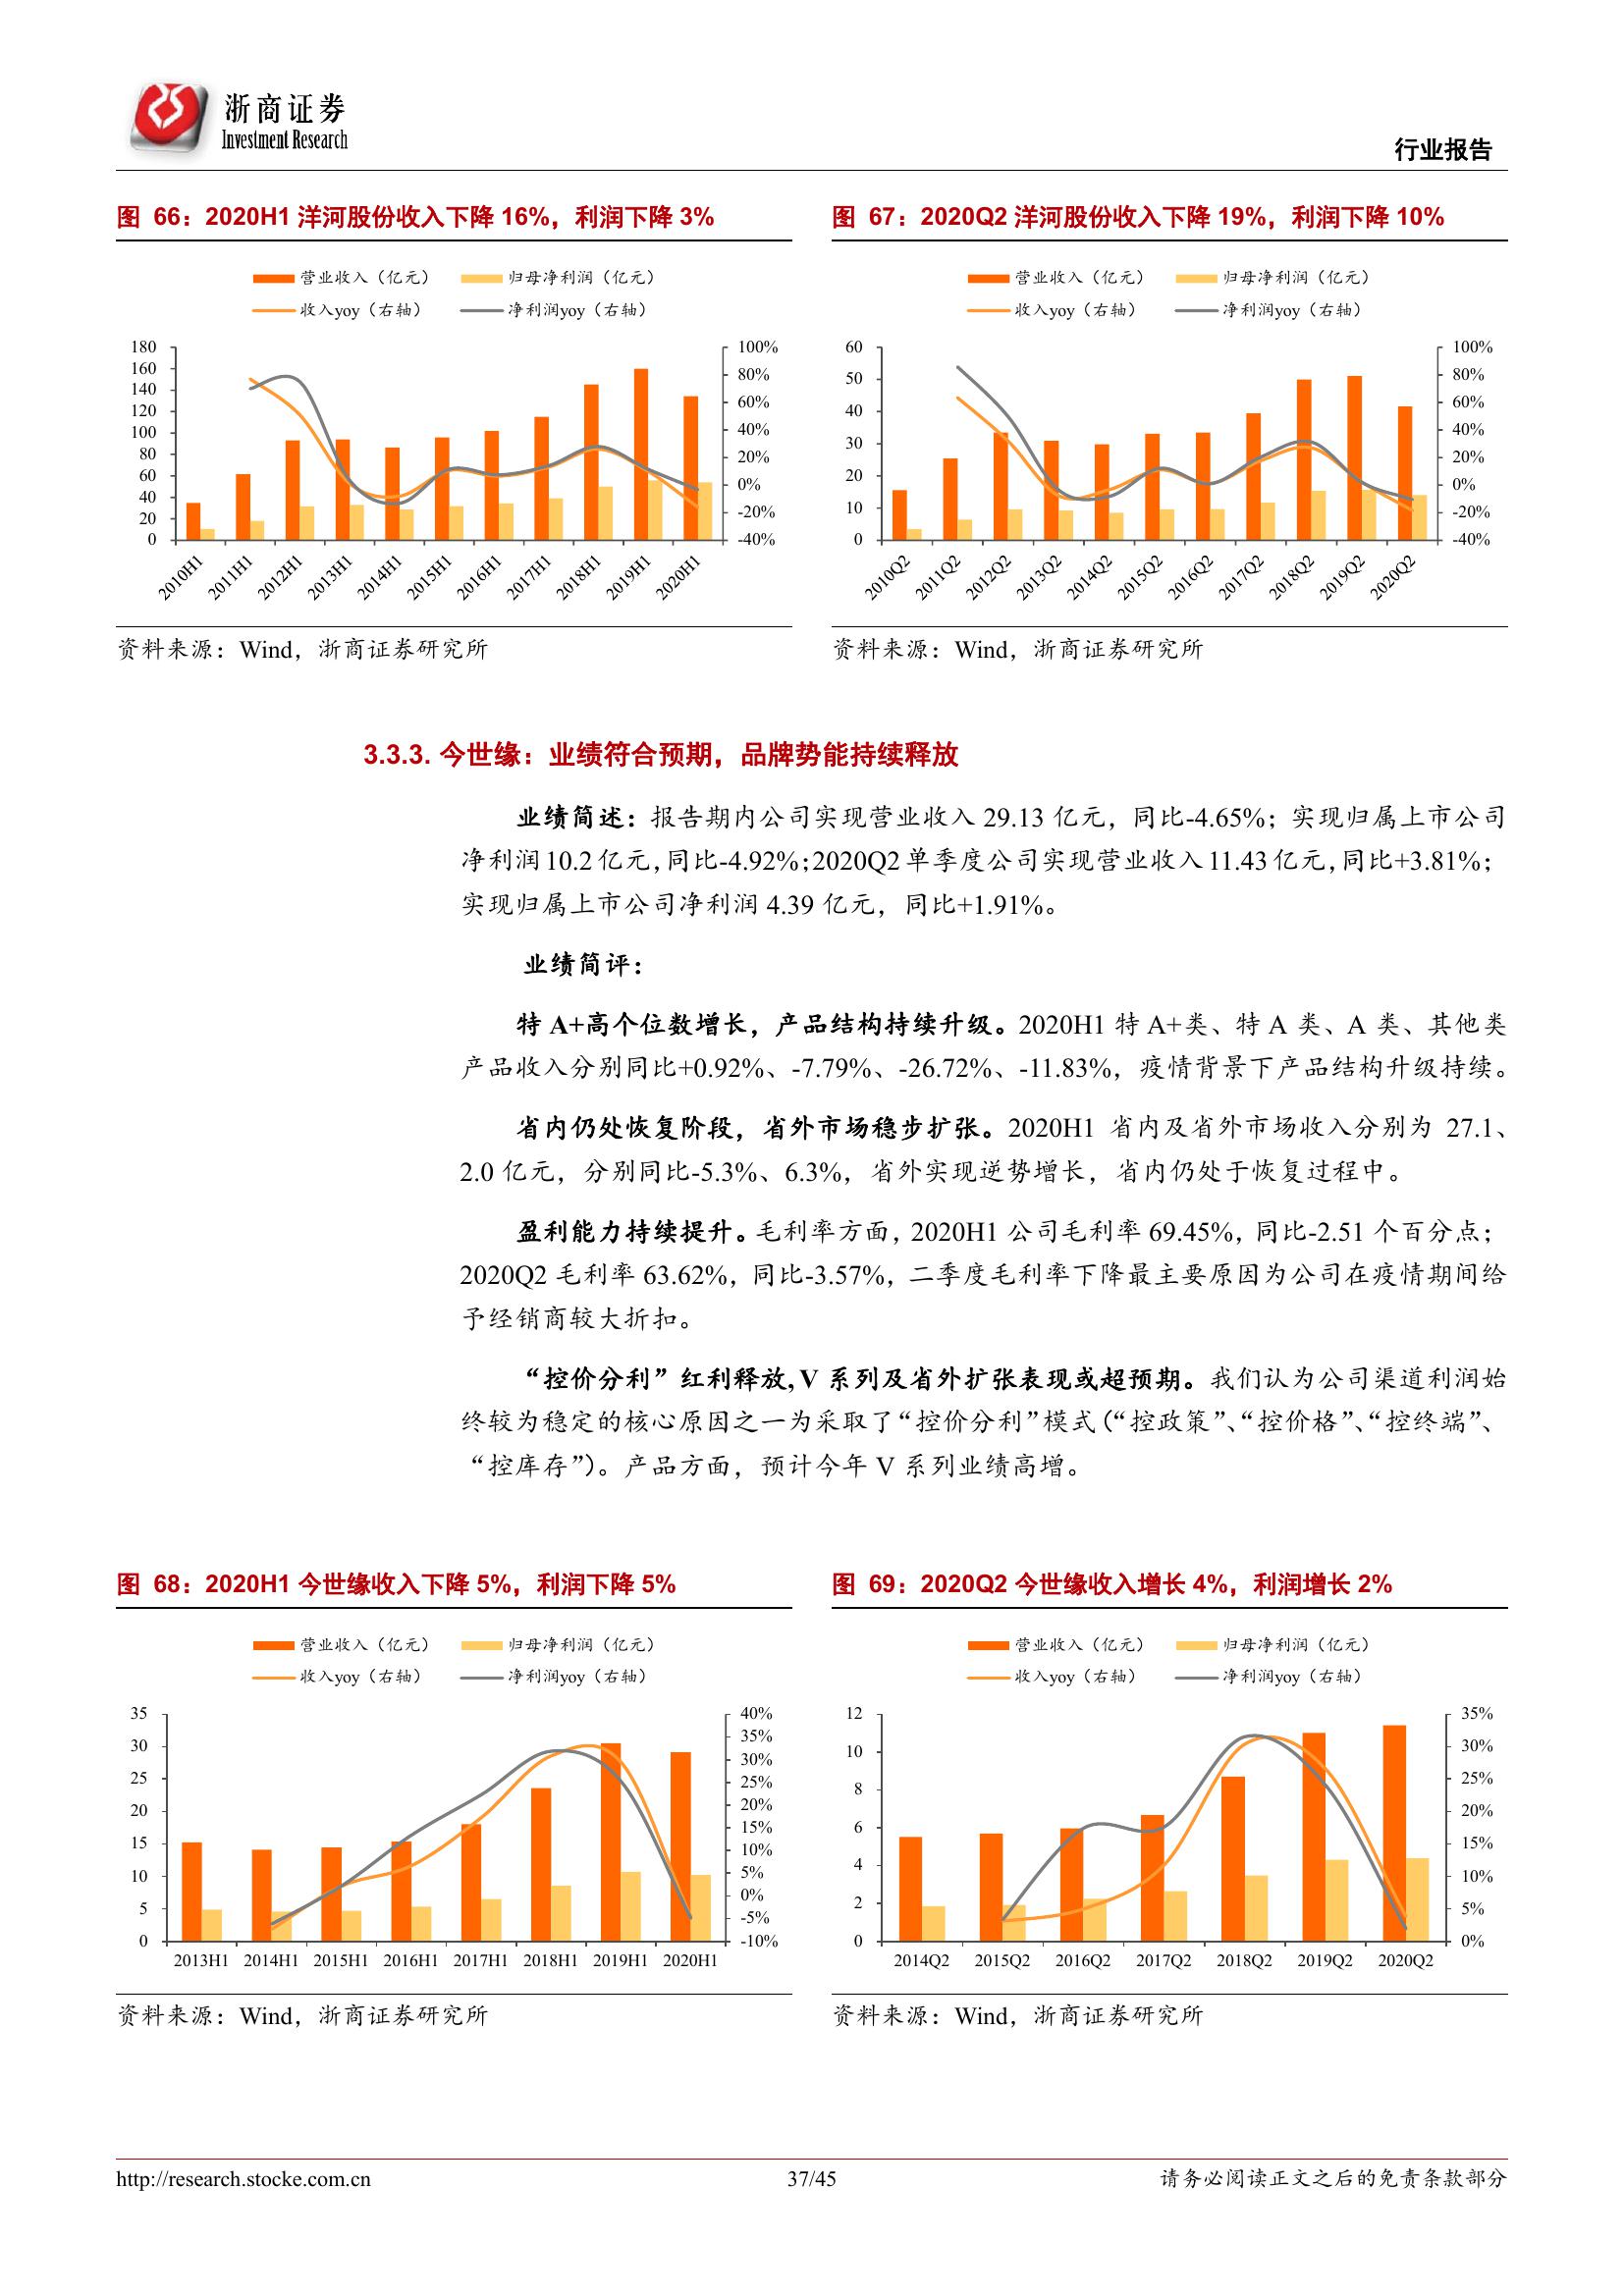 浙商证券
Investment Research
行业报告
图 66：2020H1 洋河股份收入下降 16%，利润下降 3%
营业收入（亿元）
归母净利润（亿元）
收入yoy（右轴）
净利润yoy（右轴）
180
160
140
120
100
80
60
40
20
0
100%
80%
60%
40%
20%
0%
-20%
-40%
2010H1
2011H1
2012H1
2013H1
2014H1
2015H1
2016H1
2017H1
2018H1
2019H1
2020H1
资料来源：Wind，浙商证券研究所
图 67：2020Q2 洋河股份收入下降 19%，利润下降 10%
营业收入（亿元）
归母净利润（亿元）
收入yoy（右轴）
净利润yoy（右轴）
60
50
40
30
20
10
0
100%
80%
60%
40%
20%
0%
-20%
-40%
2010Q2
2011Q2
2012Q2
2013Q2
2014Q2
2015Q2
2016Q2
2017Q2
2018Q2
2019Q2
2020Q2
资料来源：Wind，浙商证券研究所
3.3.3. 今世缘：业绩符合预期，品牌势能持续释放
业绩简述：报告期内公司实现营业收入 29.13 亿元，同比-4.65%；实现归属上市公司
净利润 10.2 亿元，同比-4.92%；2020Q2 单季度公司实现营业收入 11.43 亿元，同比+3.81%；
实现归属上市公司净利润 4.39 亿元，同比+1.91%。
业绩简评：
特 A+高个位数增长，产品结构持续升级。2020H1 特 A+类、特 A 类、A 类、其他类
产品收入分别同比+0.92%、-7.79%、-26.72%、-11.83%，疫情背景下产品结构升级持续。
省内仍处恢复阶段，省外市场稳步扩张。2020H1 省内及省外市场收入分别为 27.1、
2.0 亿元，分别同比-5.3%、6.3%，省外实现逆势增长，省内仍处于恢复过程中。
盈利能力持续提升。毛利率方面，2020H1 公司毛利率 69.45%，同比-2.51 个百分点；
2020Q2 毛利率 63.62%，同比-3.57%，二季度毛利率下降最主要原因为公司在疫情期间给
予经销商较大折扣。
“控价分利”红利释放，V 系列及省外扩张表现或超预期。我们认为公司渠道利润始
终较为稳定的核心原因之一为采取了“控价分利”模式（“控政策”、“控价格”、“控终端”、
“控库存”）。产品方面，预计今年 V 系列业绩高增。
图 68：2020H1 今世缘收入下降 5%，利润下降 5%
营业收入（亿元）
归母净利润（亿元）
收入yoy（右轴）
净利润yoy（右轴）
35
30
25
20
15
10
5
0
40%
35%
30%
25%
20%
15%
10%
5%
0%
-5%
-10%
2013H1 2014H1 2015H1 2016H1 2017H1 2018H1 2019H1 2020H1
资料来源：Wind，浙商证券研究所
图 69：2020Q2 今世缘收入增长 4%，利润增长 2%
营业收入（亿元）
归母净利润（亿元）
收入yoy（右轴）
净利润yoy（右轴）
12
10
8
6
4
2
0
35%
30%
25%
20%
15%
10%
5%
0%
2014Q2 2015Q2 2016Q2 2017Q2 2018Q2 2019Q2 2020Q2
资料来源：Wind，浙商证券研究所
http://research.stocke.com.cn
37/45
请务必阅读正文之后的免责条款部分